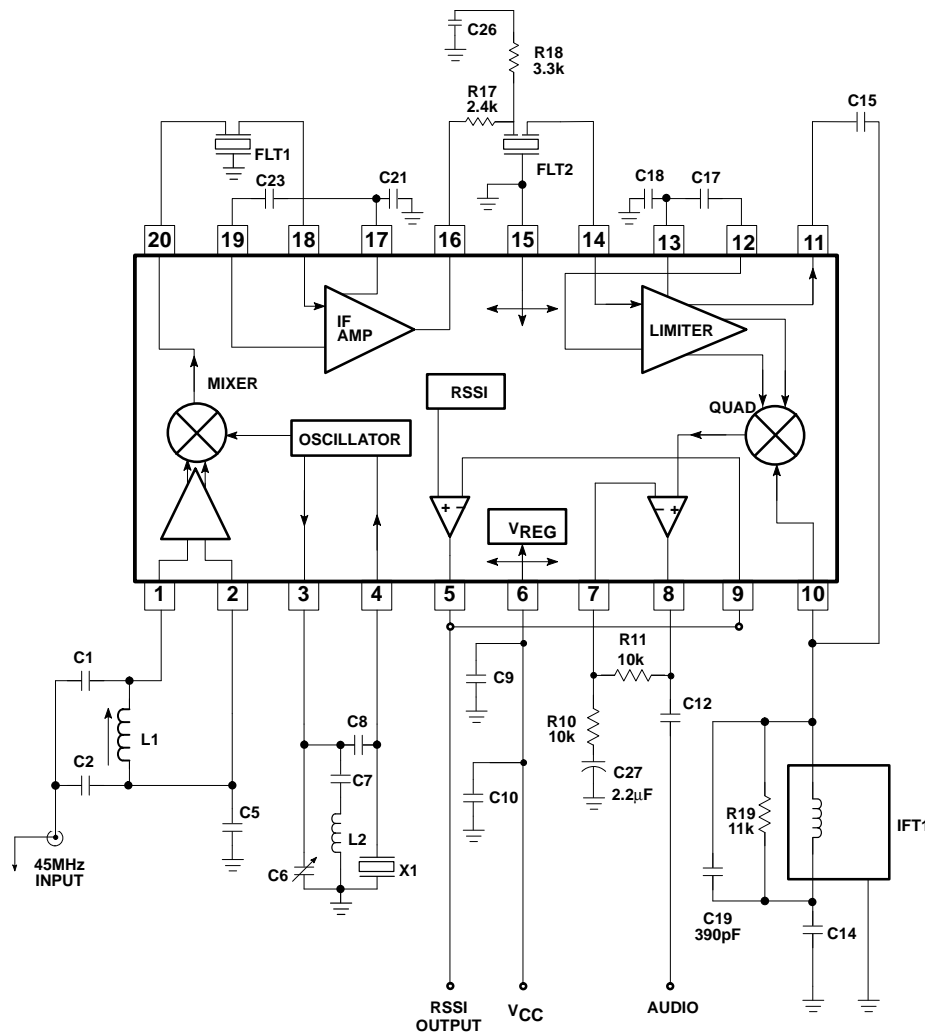 C26
R18
3.3k
R17
2.4k
C15
FLT1
FLT2
C23
C21
C18
C17
20
19
18
17
16
15
14
13
12
11
IF
AMP
LIMITER
MIXER
RSSI
QUAD
OSCILLATOR
+ −
VREG
− +
1
2
3
4
5
6
7
8
9
10
C1
L1
C2
C5
45MHz
INPUT
C8
C7
L2
C6
X1
C9
C10
R11
10k
R10
10k
C12
C27
2.2µF
R19
11k
IFT1
C19
390pF
C14
RSSI
OUTPUT
VCC
AUDIO